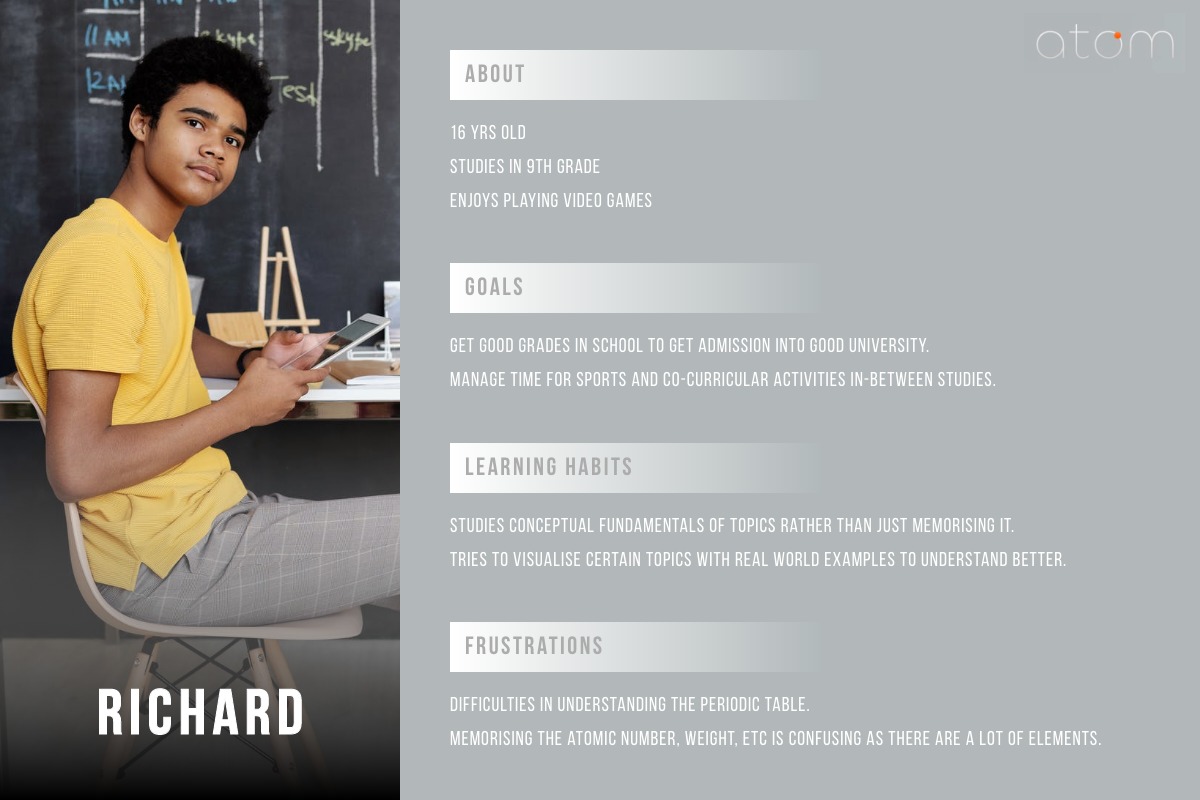 11 AM
skype
sskype
12 AM
Test
atom
ABOUT
16 YRS OLD
STUDIES IN 9TH GRADE
ENJOYS PLAYING VIDEO GAMES
GOALS
GET GOOD GRADES IN SCHOOL TO GET ADMISSION INTO GOOD UNIVERSITY.
MANAGE TIME FOR SPORTS AND CO-CURRICULAR ACTIVITIES IN-BETWEEN STUDIES.
LEARNING HABITS
STUDIES CONCEPTUAL FUNDAMENTALS OF TOPICS RATHER THAN JUST MEMORISING IT.
TRIES TO VISUALISE CERTAIN TOPICS WITH REAL WORLD EXAMPLES TO UNDERSTAND BETTER.
FRUSTRATIONS
DIFFICULTIES IN UNDERSTANDING THE PERIODIC TABLE.
MEMORISING THE ATOMIC NUMBER, WEIGHT, ETC IS CONFUSING AS THERE ARE A LOT OF ELEMENTS.
RICHARD